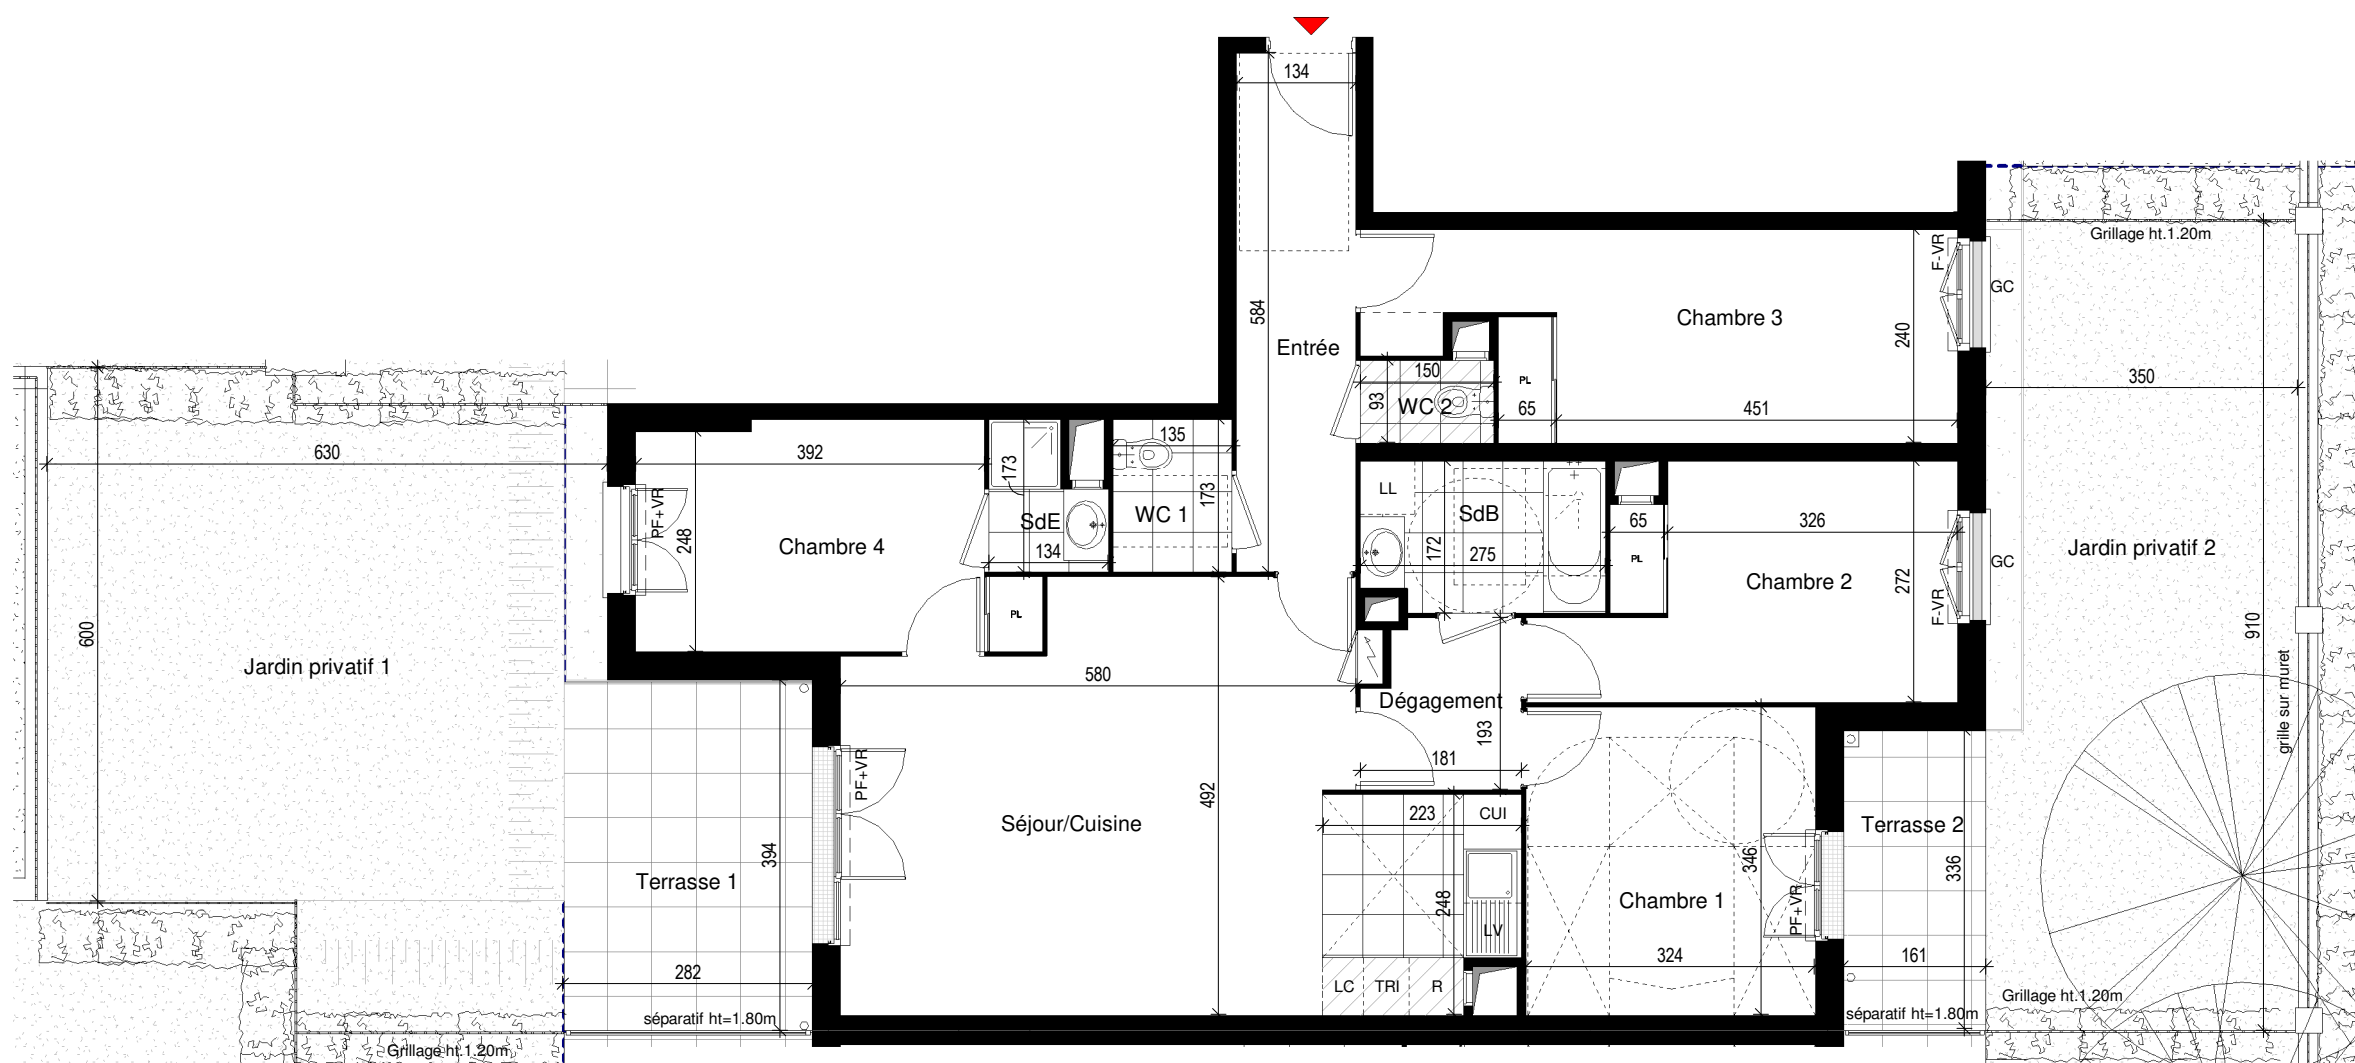 134
Grillage ht.1.20m
F-VR
GC
584
Chambre 3
240
Entrée
350
150
PL
93
WC 2
65
451
630
392
173
135
173
LL
SdB
65
326
PF+VR
248
SdE
WC 1
172
275
PL
Jardin privatif 2
Chambre 4
134
GC
Chambre 2
272
F-VR
PL
600
Jardin privatif 1
910
580
Dégagement
193
grille sur muret
181
PF+VR
492
223
CUI
Séjour/Cuisine
Terrasse 2
394
346
336
Terrasse 1
248
Chambre 1
PF+VR
LV
324
161
282
LC
TRI
R
Grillage ht.1.20m
séparatif ht=1.80m
séparatif ht=1.80m
Grillage ht.1.20m